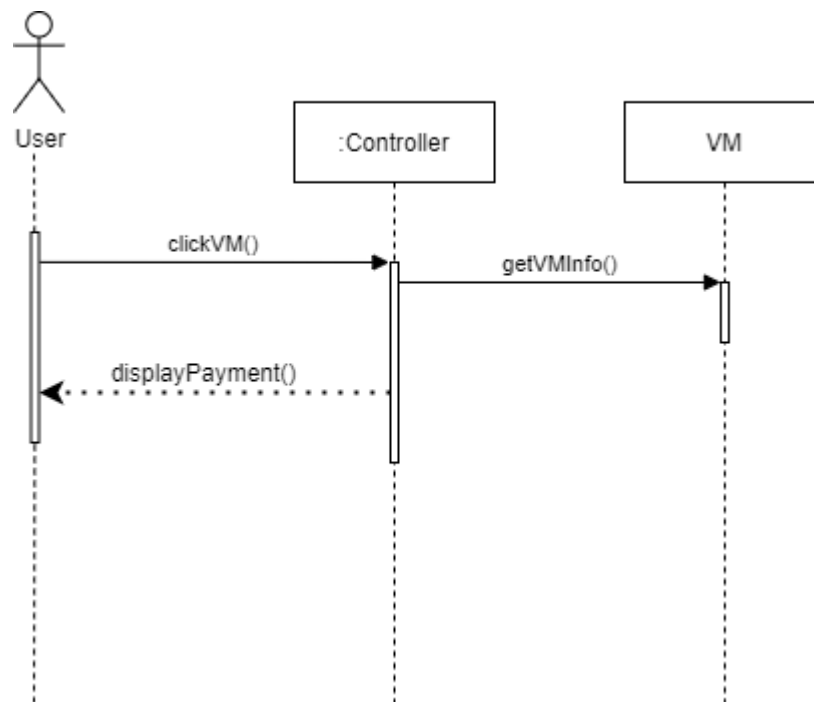 User
:Controller
VM
clickVM()
getVMInfo()
displayPayment()